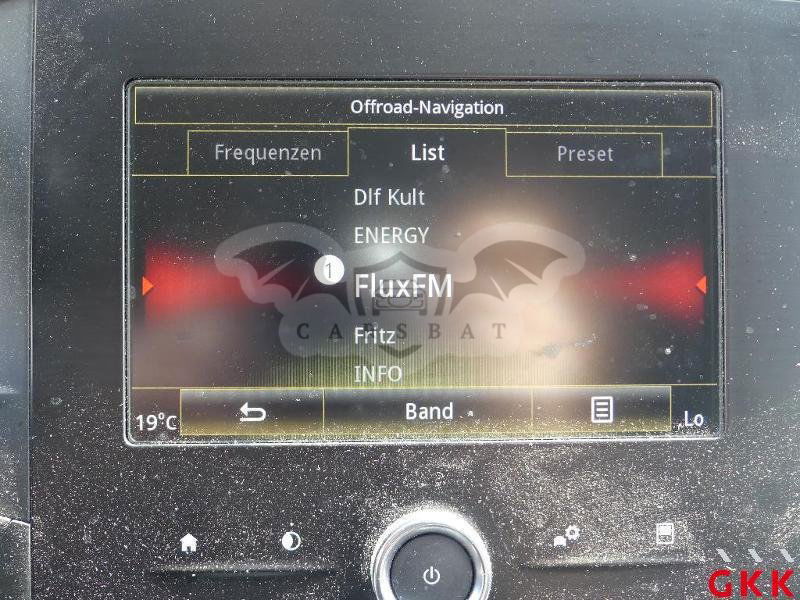 Offroad-Navigation
Frequenzen List Preset
Dlf Kult
ENERGY
1
FluxFM
CARSBAT
Fritz
INFO
19°C Band Lo
GKK